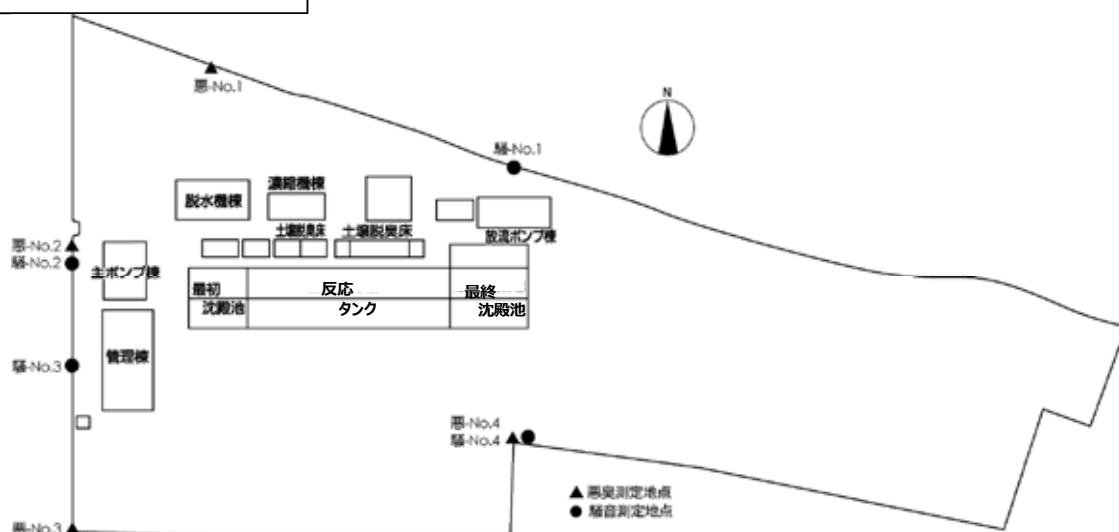 悪-No.1
N
騒-No.1
濃縮機棟
脱水機棟
土壌脱臭床
土壌脱臭床
放流ポンプ棟
悪-No.2
騒-No.2
主ポンプ棟
最初
反応
最終
沈殿池
タンク
沈殿池
管理棟
騒-No.3
悪-No.4
騒-No.4
▲ 悪臭測定地点
● 騒音測定地点
悪-No.3